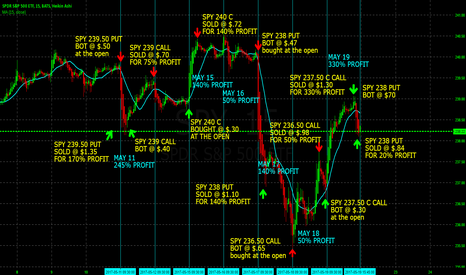 SPDR S&P 500 ETF, 15, BATS, Heikin Ashi
SPY 239.50 PUT
BOT @ $.50
at the open
SPY 239 CALL
SOLD @ $.70
FOR 75% PROFIT
SPY 240 C
SOLD @ $.72
FOR 140% PROFIT
SPY 238 PUT
BOT @ $.47
at the open
MAY 19
330% PROFIT
MAY 15
140% PROFIT
MAY 16
50% PROFIT
SPY 237.50 C CALL
SOLD @ $1.30
FOR 330% PROFIT
SPY 238 PUT
BOT @ $70
SPY 240 C
BOUGHT @ $.30
AT THE OPEN
SPY 236.50 CALL
SOLD @ $.98
FOR 50% PROFIT
SPY 239.50 PUT
SOLD @ $1.35
FOR 170% PROFIT
MAY 11
245% PROFIT
SPY 239 CALL
BOT @ $.40
SPY 238 PUT
SOLD @ $.84
FOR 20% PROFIT
MAY 17
140% PROFIT
SPY 238 PUT
SOLD @ $1.10
FOR 140% PROFIT
SPY 237.50 CALL
BOT @ $.30
at the open
MAY 18
50% PROFIT
SPY 236.50 C
BOT @ $.65
bought at the open